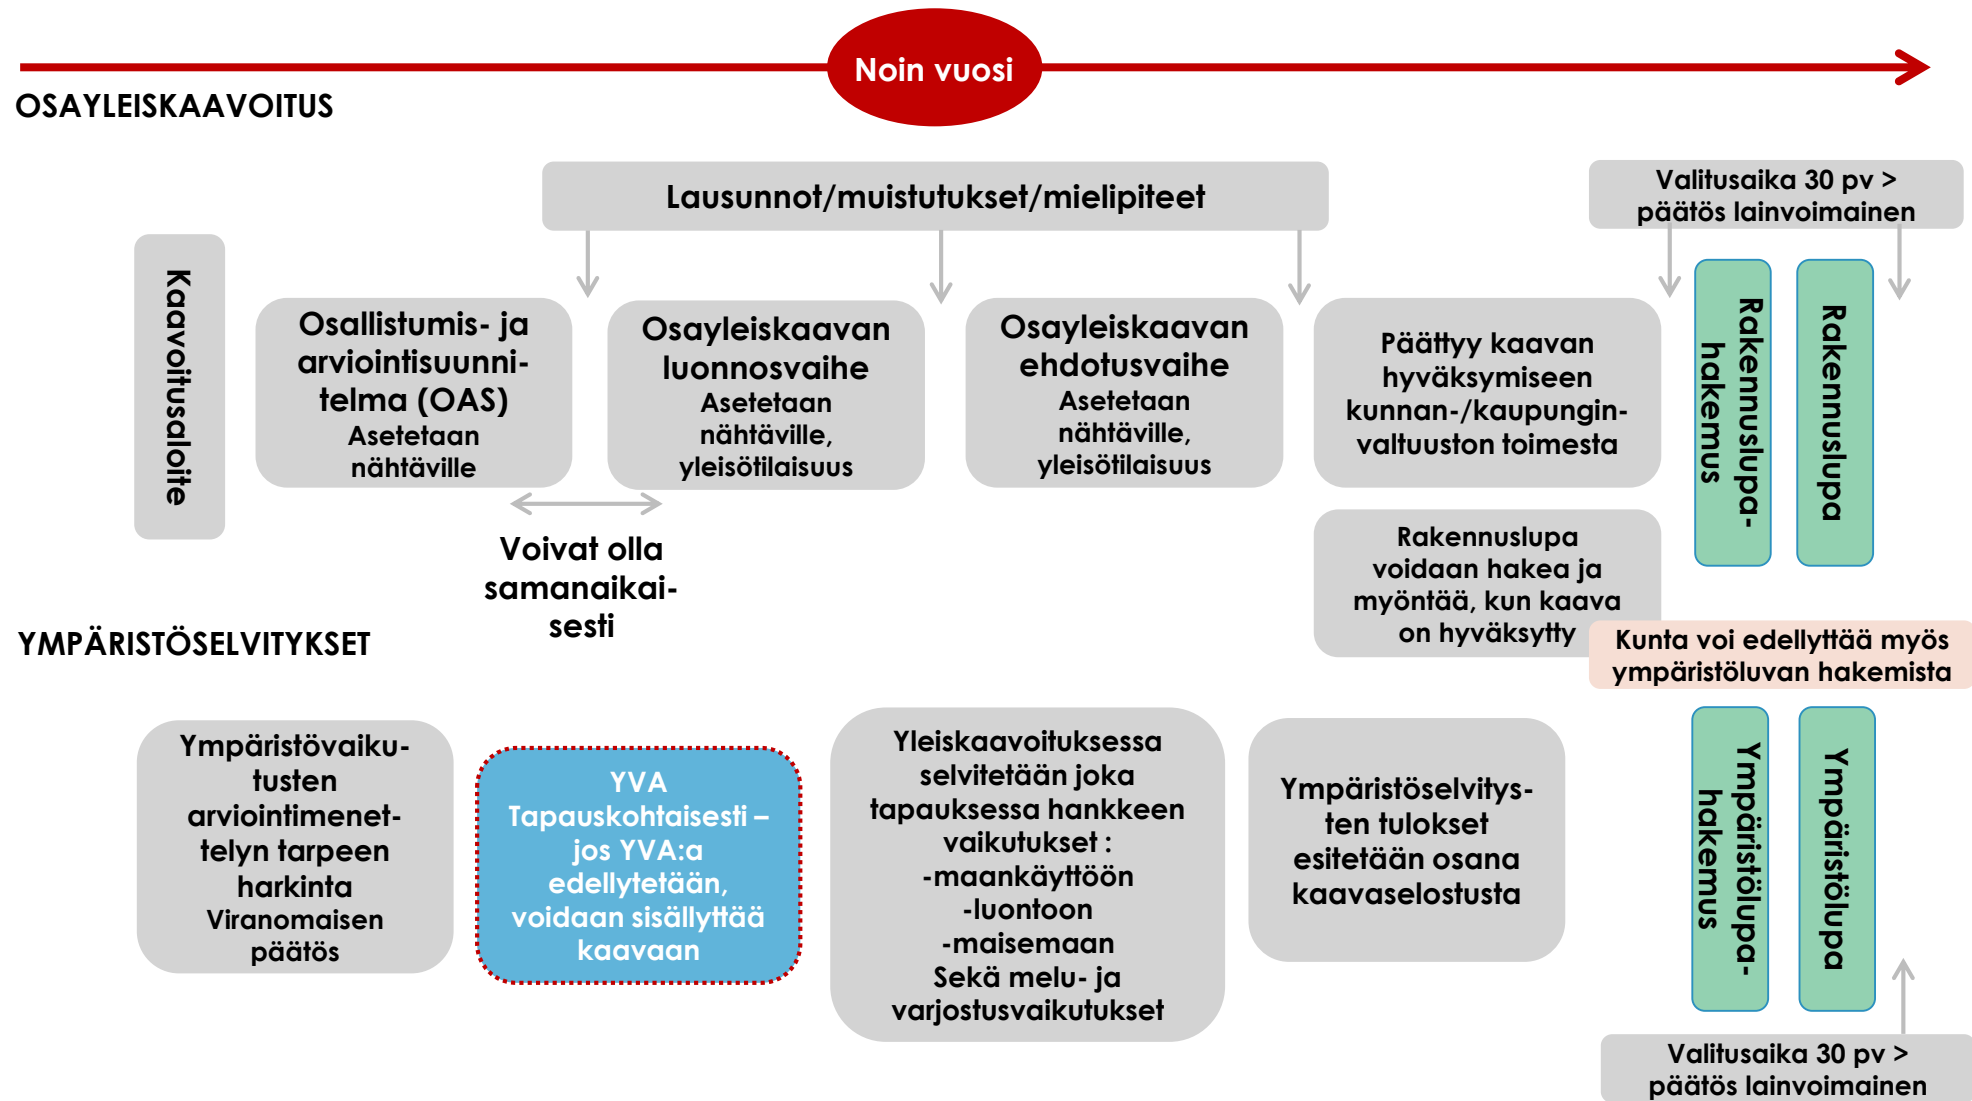 Noin vuosi
OSAYLEISKAAVOITUS
Lausunnot/muistutukset/mielipiteet
Valitusaika 30 pv >
päätös lainvoimainen
Kaavoitusaloite
Osallistumis- ja
arviointisuunni-
telma (OAS)
Asetetaan
nähtäville
Osayleiskaavan
luonnosvaihe
Asetetaan
nähtäville,
yleisötilaisuus
Osayleiskaavan
ehdotusvaihe
Asetetaan
nähtäville,
yleisötilaisuus
Päättyy kaavan
hyväksymiseen
kunnan-/kaupungin-
valtuuston toimesta
Rakennuslupa-
hakemus
Rakennuslupa
Voivat olla
samanaikai-
sesti
Rakennuslupa
voidaan hakea ja
myöntää, kun kaava
on hyväksytty
YMPÄRISTÖSELVITYKSET
Kunta voi edellyttää myös
ympäristöluvan hakemista
Ympäristövaiku-
tusten
arviointimenet-
telyn tarpeen
harkinta
Viranomaisen
päätös
YVA
Tapauskohtaisesti –
jos YVA:a
edellytetään,
voidaan sisällyttää
kaavaan
Yleiskaavoituksessa
selvitetään joka
tapauksessa hankkeen
vaikutukset :
-maankäyttöön
-luontoon
-maisemaan
Sekä melu- ja
varjostusvaikutukset
Ympäristöselvitys-
ten tulokset
esitetään osana
kaavaselostusta
Ympäristölupa-
hakemus
Ympäristölupa
Valitusaika 30 pv >
päätös lainvoimainen